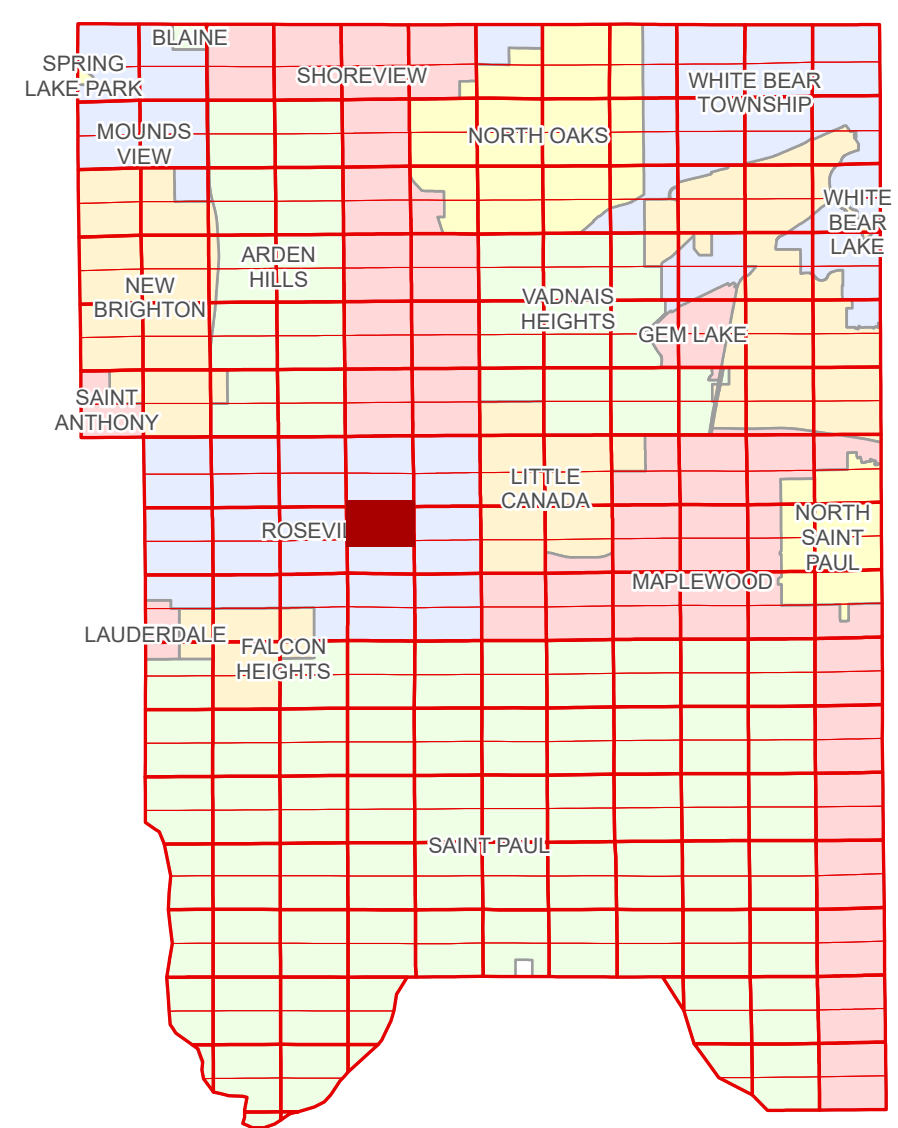 BLAINE
SPRING
LAKE PARK
SHOREVIEW
WHITE BEAR
TOWNSHIP
MOUNDS
VIEW
NORTH OAKS
WHITE
BEAR
LAKE
ARDEN
HILLS
NEW
BRIGHTON
VADNAIS
HEIGHTS
GEM LAKE
SAINT
ANTHONY
LITTLE
CANADA
NORTH
SAINT
PAUL
ROSEVIL
MAPLEWOOD
LAUDERDALE
FALCON
HEIGHTS
SAINT PAUL